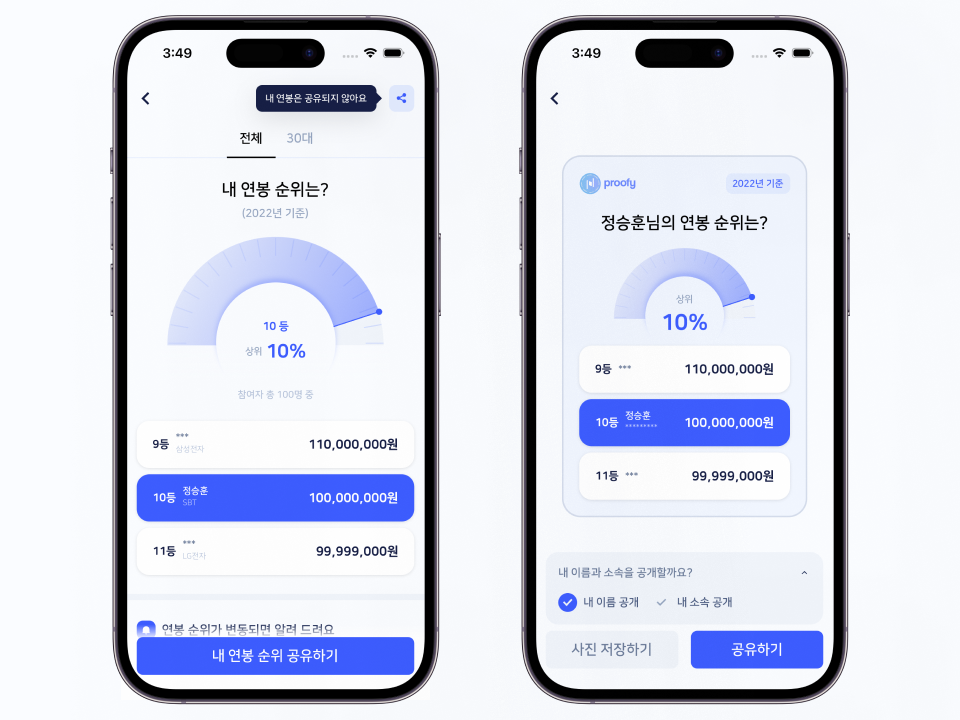 3:49
내 연봉은 공유되지 않아요
전체 30대
내 연봉 순위는?
(2022년 기준)
10 등
상위 10%
참여자 중 100명 중
9등 *** 110,000,000원
삼성전자
10등 정승훈 100,000,000원
SBT
11등 *** 99,999,000원
LG전자
연봉 순위가 변동되면 알려 드려요
내 연봉 순위 공유하기
3:49
proofy 2022년 기준
정승훈님의 연봉 순위는?
상위
10%
9등 *** 110,000,000원
10등 정승훈 100,000,000원
*********
11등 *** 99,999,000원
내 이름과 소속을 공개할까요?
내 이름 공개 내 소속 공개
사진 저장하기 공유하기